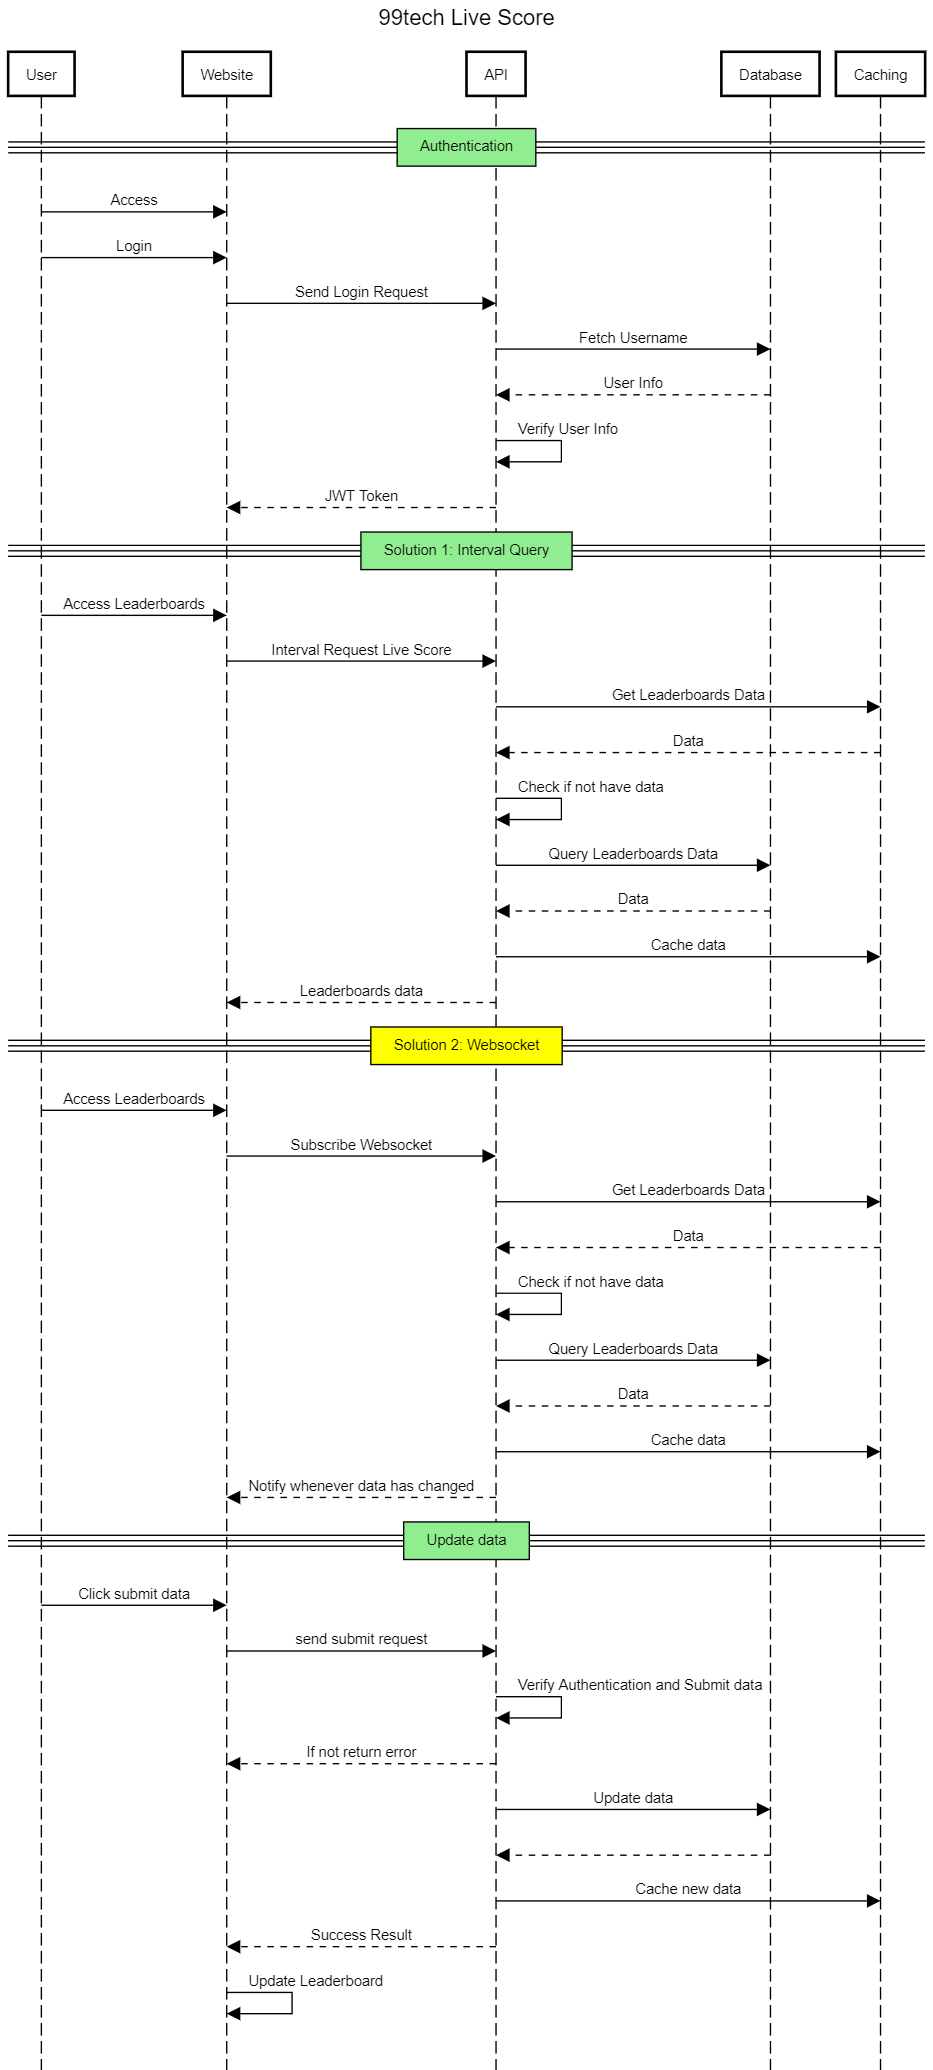 99tech Live Score
User
Website
API
Database
Caching
Authentication
Access
Login
Send Login Request
Fetch Username
User Info
Verify User Info
JWT Token
Solution 1: Interval Query
Access Leaderboards
Interval Request Live Score
Get Leaderboards Data
Data
Check if not have data
Query Leaderboards Data
Data
Cache data
Leaderboards data
Solution 2: Websocket
Access Leaderboards
Subscribe Websocket
Get Leaderboards Data
Data
Check if not have data
Query Leaderboards Data
Data
Cache data
Notify whenever data has changed
Update data
Click submit data
send submit request
Verify Authentication and Submit data
If not return error
Update data
Cache new data
Success Result
Update Leaderboard